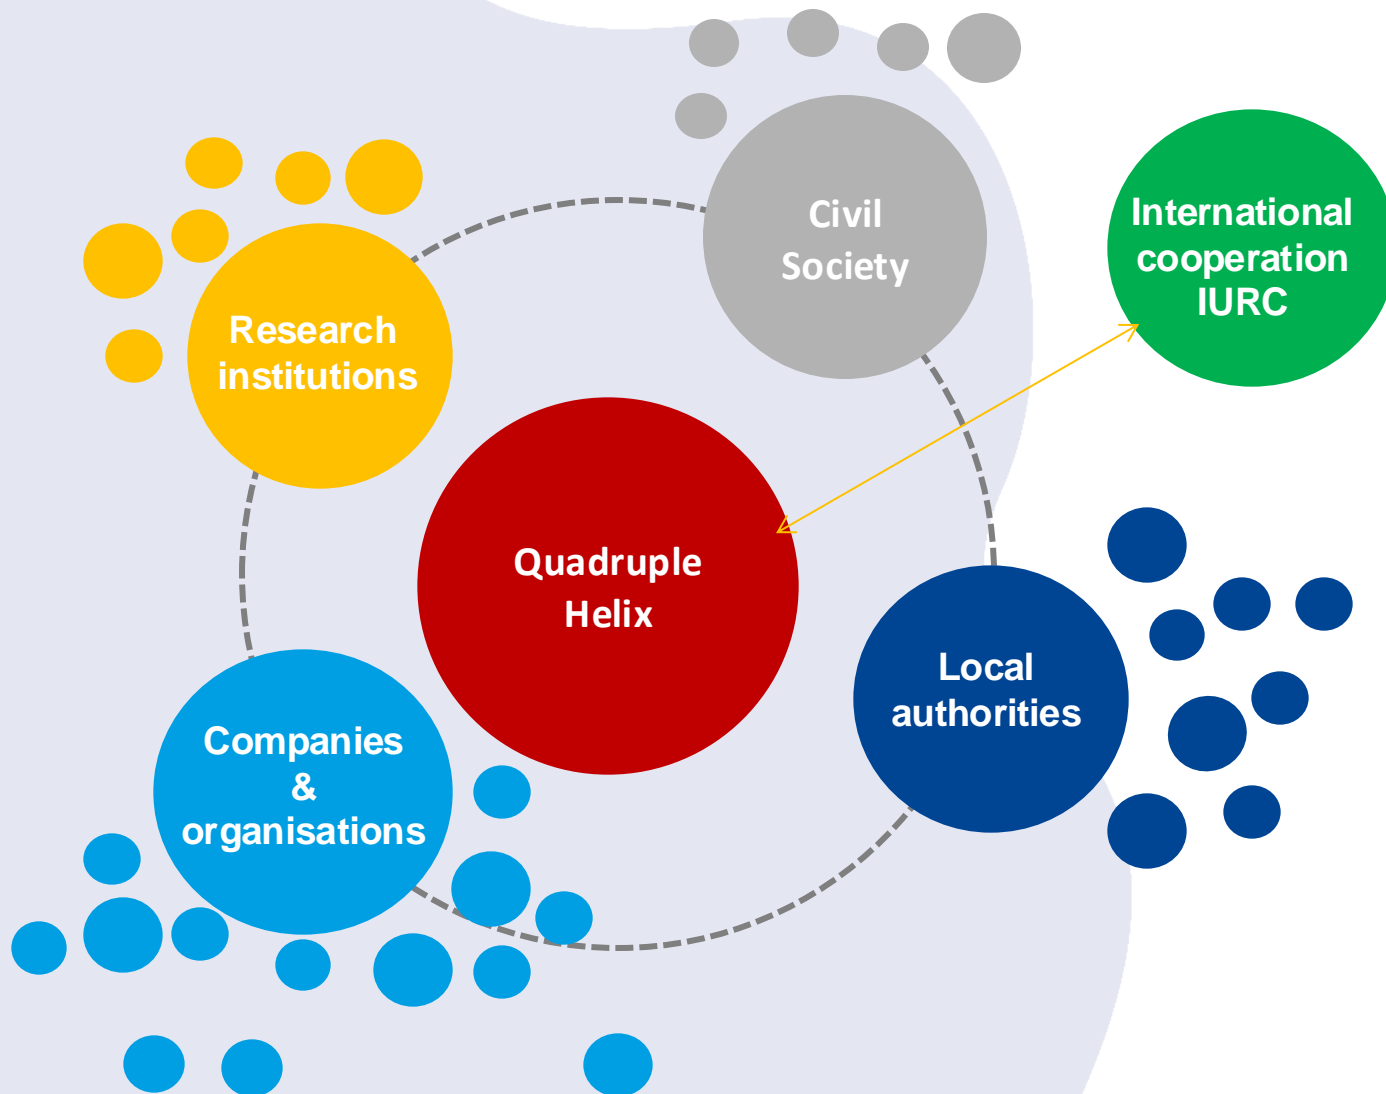 Civil
Society
International
cooperation
IURC
Research
institutions
Quadruple
Helix
Local
authorities
Companies
&
organisations